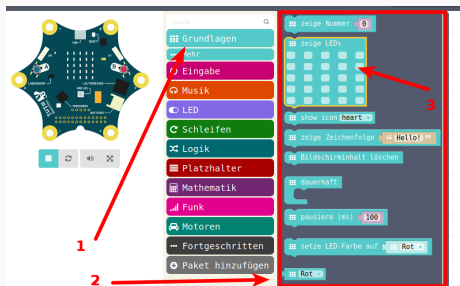 Suche...
Grundlagen
Mehr
Eingabe
Musik
LED
Schleifen
Logik
Platzhalter
Mathematik
Funk
Motoren
Fortgeschritten
Paket hinzufügen
zeige Nummer 0
zeige LEDs
show icon heart
zeige Zeichenfolge " Hello! "
Bildschirminhalt löschen
dauerhaft
pausiere (ms) 100
setze LED-Farbe auf Rot
Rot
1
2
3
A
B
mini